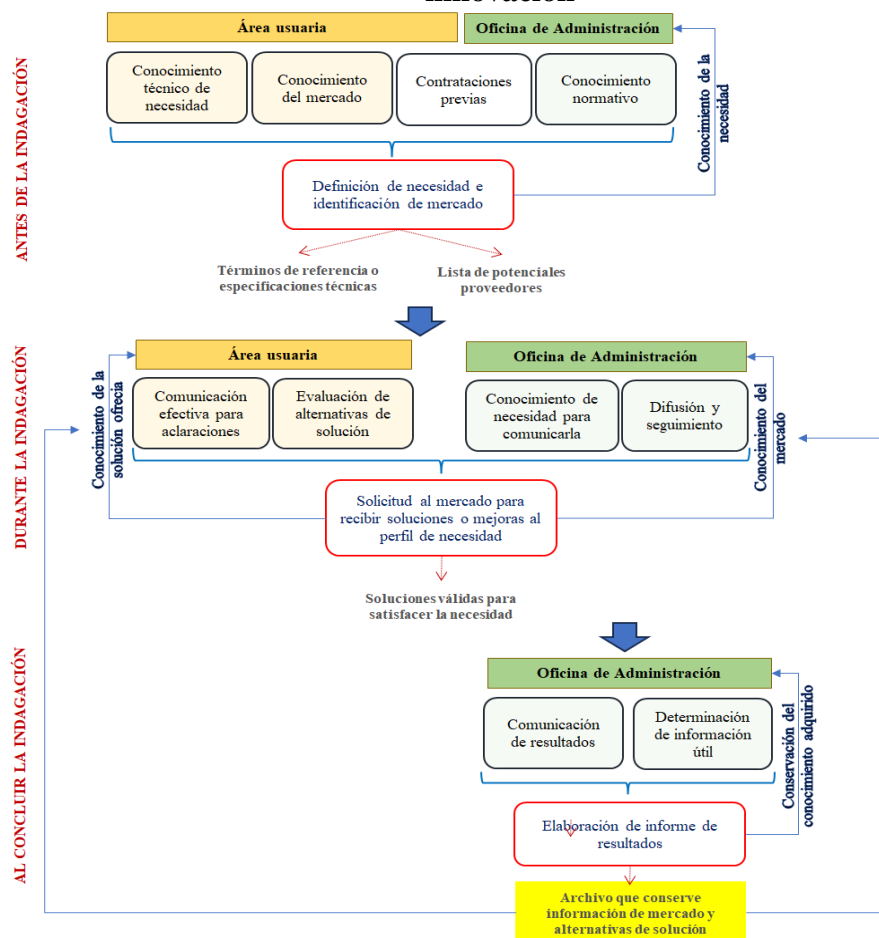 innovación
Área usuaria
Oficina de Administración
Conocimiento
técnico de
necesidad
Conocimiento
del mercado
Contrataciones
previas
Conocimiento
normativo
Conocimiento de la
necesidad
ANTES DE LA INDAGACIÓN
Definición de necesidad e
identificación de mercado
Términos de referencia o
especificaciones técnicas
Lista de potenciales
proveedores
Área usuaria
Oficina de Administración
Conocimiento de la
solución ofrecia
Comunicación
efectiva para
aclaraciones
Evaluación de
alternativas de
solución
Conocimiento de
necesidad para
comunicarla
Difusión y
seguimiento
Conocimiento del
mercado
DURANTE LA INDAGACIÓN
Solicitud al mercado para
recibir soluciones o mejoras al
perfil de necesidad
Soluciones válidas para
satisfacer la necesidad
Oficina de Administración
Comunicación
de resultados
Determinación
de información
útil
Conservación del
conocimiento adquirido
AL CONCLUIR LA INDAGACIÓN
Elaboración de informe de
resultados
Archivo que conserve
información de mercado y
alternativas de solución